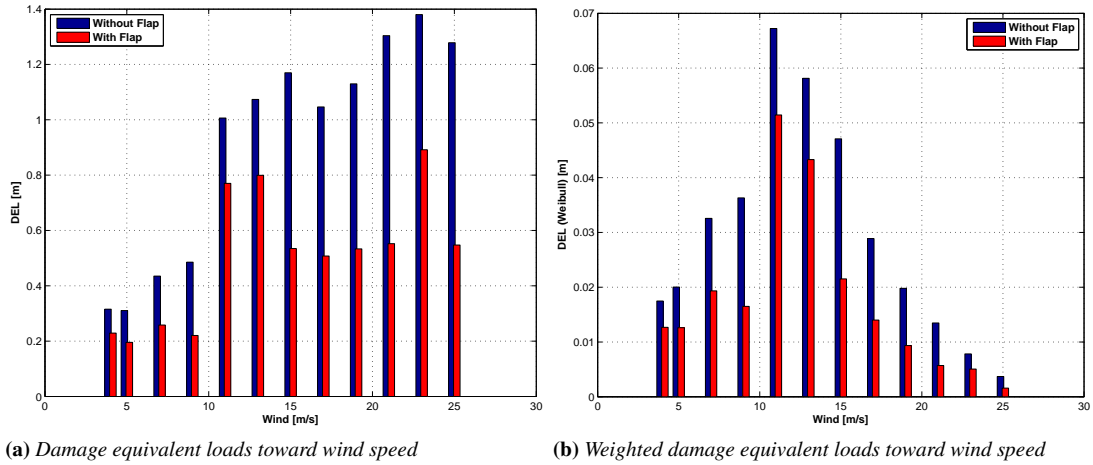 Without Flap
With Flap
1.4
1.2
1
0.8
0.6
0.4
0.2
0
DEL [m]
0 5 10 15 20 25 30
Wind [m/s]
(a) Damage equivalent loads toward wind speed
Without Flap
With Flap
0.07
0.06
0.05
0.04
0.03
0.02
0.01
0
DEL (Weibull) [m]
0 5 10 15 20 25 30
Wind [m/s]
(b) Weighted damage equivalent loads toward wind speed